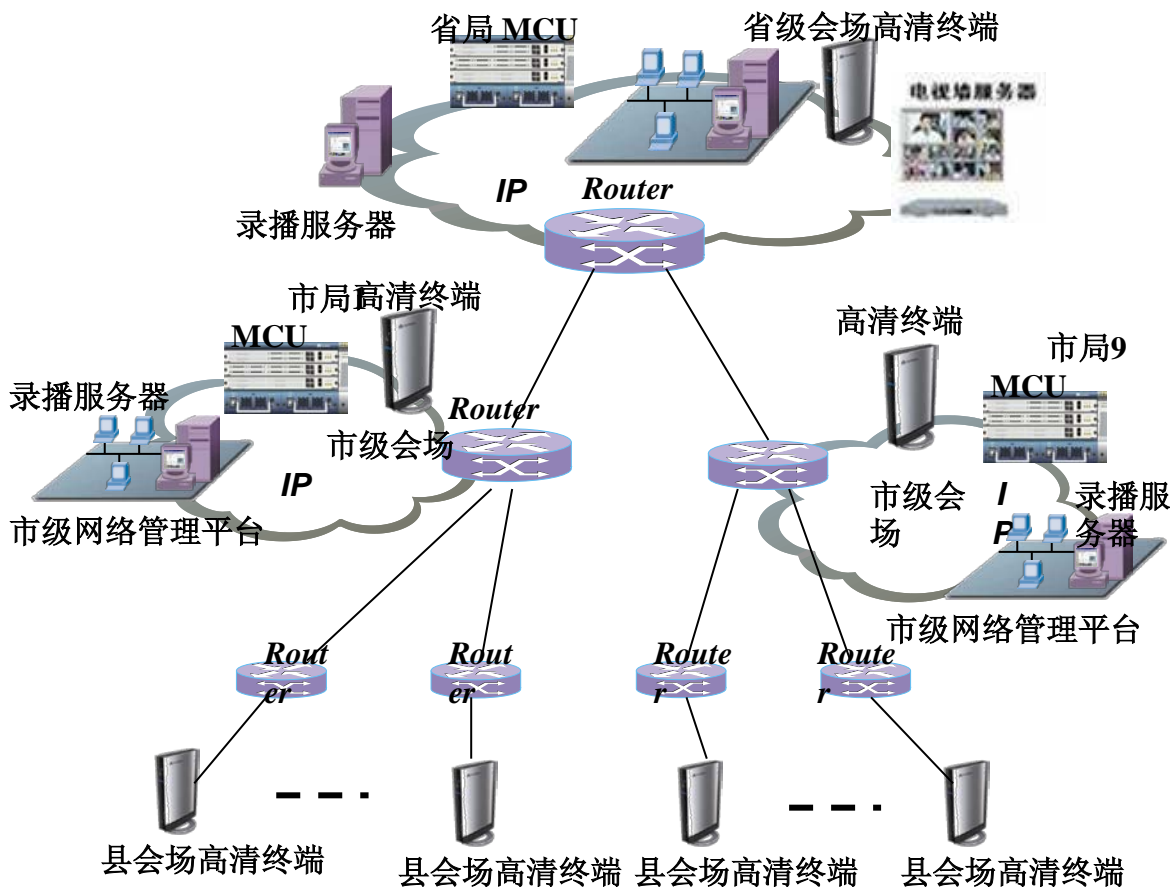 省局 MCU
省级会场高清终端
电视墙服务器
录播服务器
IP
Router
市局1
高清终端
MCU
录播服务器
Router
市级会场
IP
市级网络管理平台
高清终端
市局9
MCU
市级会
场
I
P
录播服
务器
市级网络管理平台
Rout
er
Rout
er
Route
r
Route
r
县会场高清终端
县会场高清终端
县会场高清终端
县会场高清终端